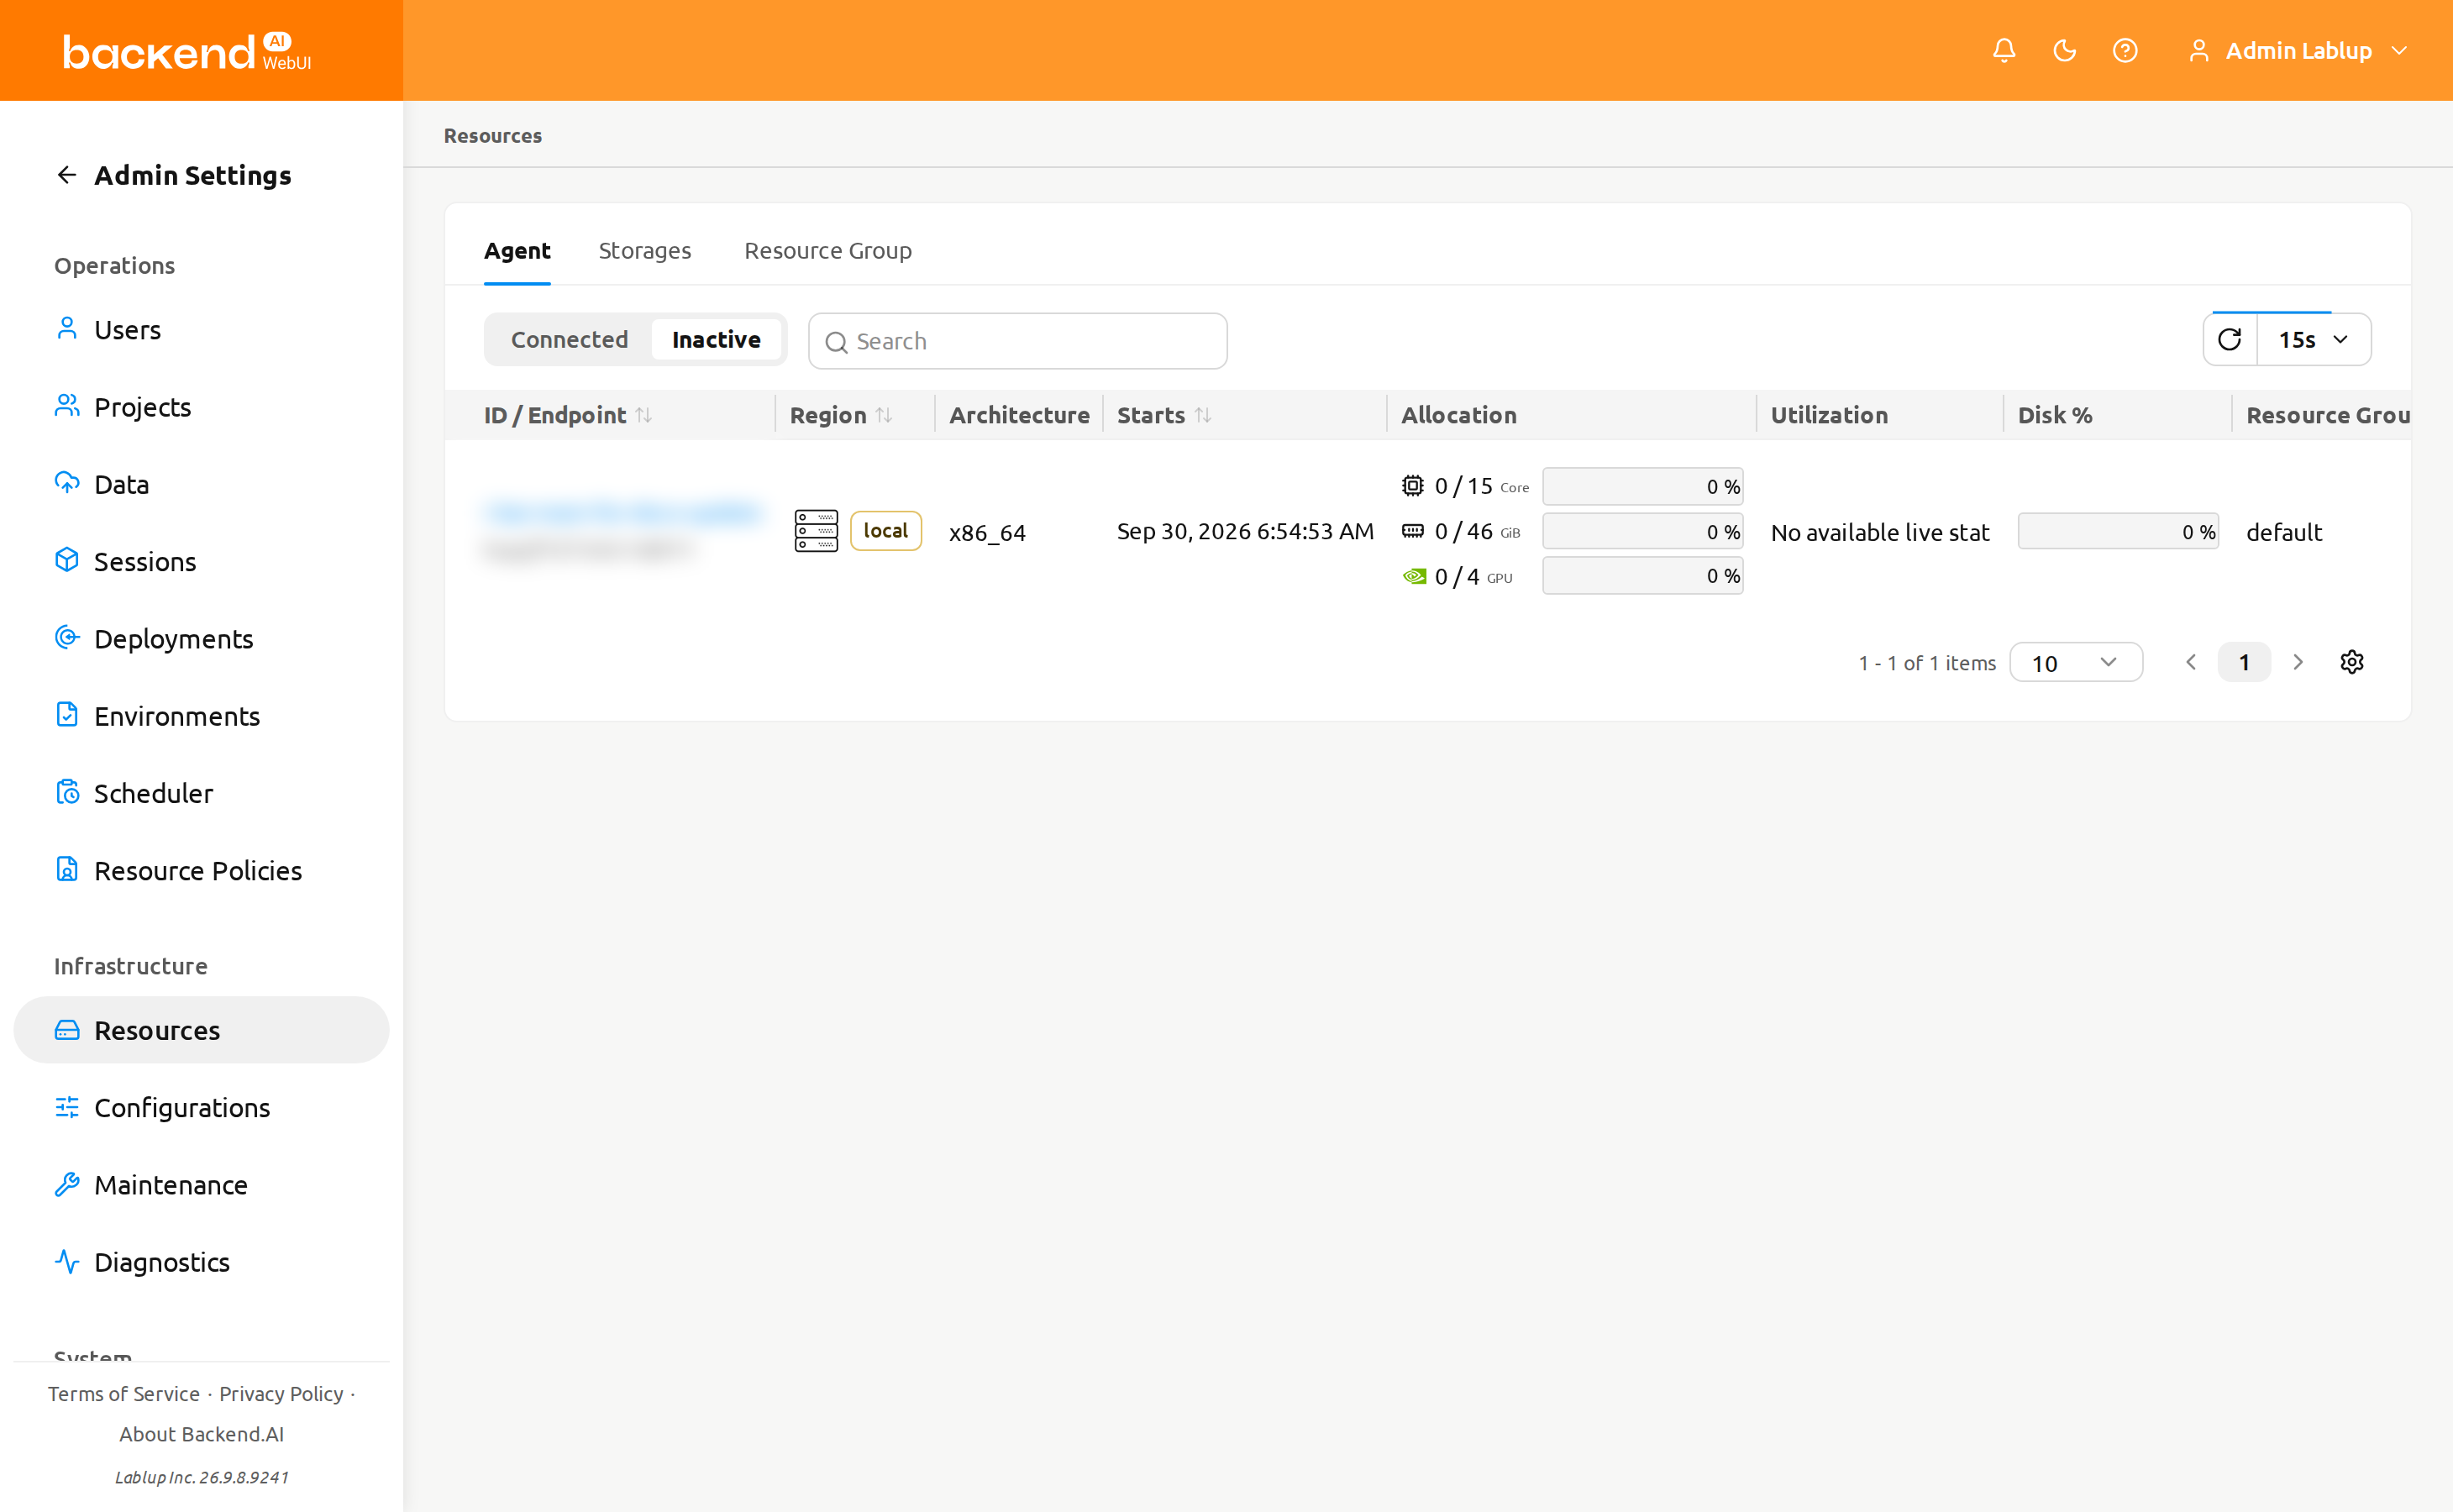 backend AI WebUI
Admin Lablup
Admin Settings
Operations
Users
Projects
Data
Sessions
Deployments
Environments
Scheduler
Resource Policies
Infrastructure
Resources
Configurations
Maintenance
Diagnostics
System
Terms of Service · Privacy Policy ·
About Backend.AI
Lablup Inc. 26.9.8.9241
Resources
Agent Storages Resource Group
Connected Inactive Search 15s
ID / Endpoint Region Architecture Starts Allocation Utilization Disk % Resource Grou
local x86_64 Sep 30, 2026 6:54:53 AM No available live stat 0 % default
0 / 15 Core 0 %
0 / 46 GiB 0 %
0 / 4 GPU 0 %
1 - 1 of 1 items 10 1